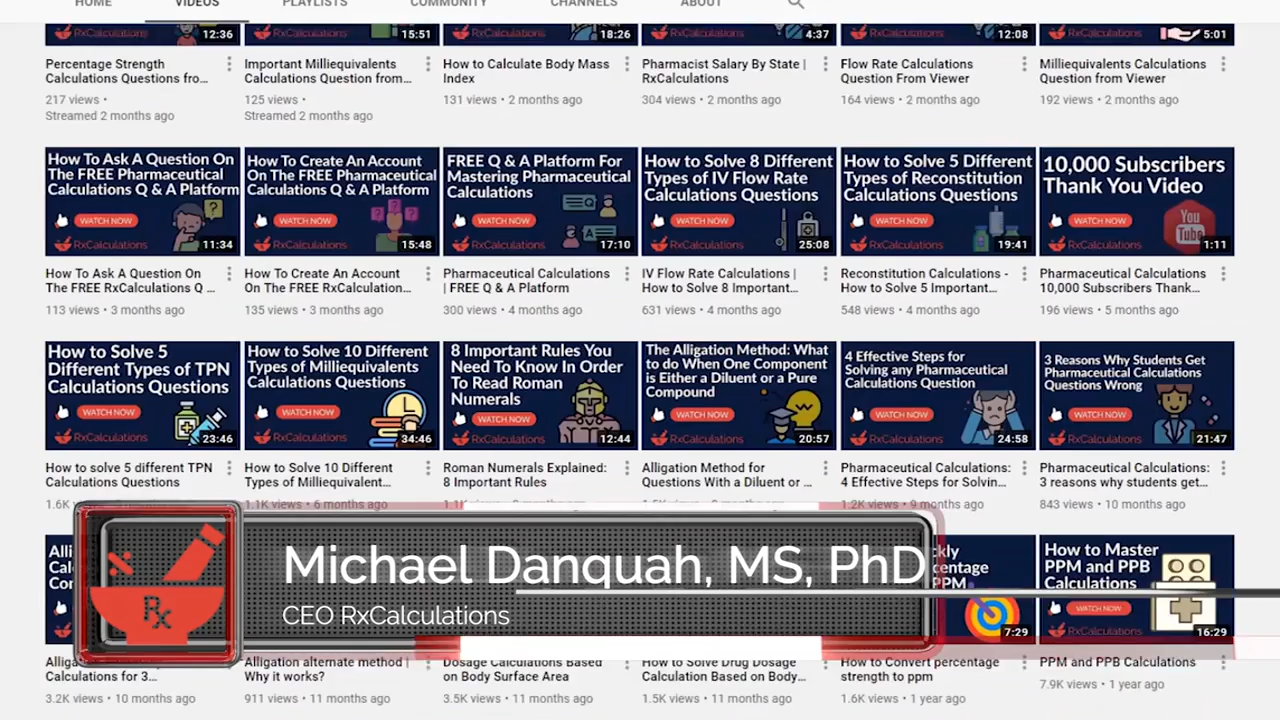 HOME VIDEOS PLAYLISTS COMMUNITY CHANNELS ABOUT
RxCalculations RxCalculations RxCalculations RxCalculations RxCalculations RxCalculations
12:36 15:51 18:26 4:37 12:08 5:01
Percentage Strength
Calculations Questions fro...
217 views •
Streamed 2 months ago
Important Milliequivalents
Calculations Question from...
125 views •
Streamed 2 months ago
How to Calculate Body Mass
Index
131 views • 2 months ago
Pharmacist Salary By State |
RxCalculations
304 views • 2 months ago
Flow Rate Calculations
Question From Viewer
164 views • 2 months ago
Milliequivalents Calculations
Question from Viewer
192 views • 2 months ago
How To Ask A Question On
The FREE Pharmaceutical
Calculations Q & A Platform
WATCH NOW
RxCalculations
11:34
How To Ask A Question On
The FREE RxCalculations Q ...
113 views • 3 months ago
How To Create An Account
On The FREE Pharmaceutical
Calculations Q & A Platform
WATCH NOW
RxCalculations
15:48
How To Create An Account
On The FREE RxCalculation...
135 views • 3 months ago
FREE Q & A Platform For
Mastering Pharmaceutical
Calculations
WATCH NOW
RxCalculations
17:10
Pharmaceutical Calculations
| FREE Q & A Platform
300 views • 4 months ago
How to Solve 8 Different
Types of IV Flow Rate
Calculations Questions
WATCH NOW
RxCalculations
25:08
IV Flow Rate Calculations |
How to Solve 8 Important...
631 views • 4 months ago
How to Solve 5 Different
Types of Reconstitution
Calculations Questions
WATCH NOW
RxCalculations
19:41
Reconstitution Calculations -
How to Solve 5 Important...
548 views • 4 months ago
10,000 Subscribers
Thank You Video
WATCH NOW
You
Tube
RxCalculations
1:11
Pharmaceutical Calculations
10,000 Subscribers Thank...
196 views • 5 months ago
How to Solve 5
Different Types of TPN
Calculations Questions
WATCH NOW
RxCalculations
23:46
How to solve 5 different TPN
Calculations Questions
1.6K
How to Solve 10 Different
Types of Milliequivalents
Calculations Questions
WATCH NOW
RxCalculations
34:46
How to Solve 10 Different
Types of Milliequivalent...
1.1K views • 6 months ago
8 Important Rules You
Need To Know In Order
To Read Roman
Numerals
WATCH NOW
RxCalculations
12:44
Roman Numerals Explained:
8 Important Rules
The Alligation Method: What
to do When One Component
is Either a Diluent or a Pure
Compound
WATCH NOW
RxCalculations
20:57
Alligation Method for
Questions With a Diluent or ...
4 Effective Steps for
Solving any Pharmaceutical
Calculations Question
WATCH NOW
RxCalculations
24:58
Pharmaceutical Calculations:
4 Effective Steps for Solvin...
1.2K views • 9 months ago
3 Reasons Why Students Get
Pharmaceutical Calculations
Questions Wrong
WATCH NOW
RxCalculations
21:47
Pharmaceutical Calculations:
3 reasons why students get...
843 views • 10 months ago
Rx
Michael Danquah, MS, PhD
CEO RxCalculations
7:29
How to Master
PPM and PPB
Calculations
WATCH NOW
RxCalculations
16:29
Calculations for 3...
3.2K views • 10 months ago
Alligation alternate method |
Why it works?
911 views • 11 months ago
Dosage Calculations Based
on Body Surface Area
3.5K views • 11 months ago
How to Solve Drug Dosage
Calculation Based on Body...
1.5K views • 11 months ago
How to Convert percentage
strength to ppm
1.6K views • 1 year ago
PPM and PPB Calculations
7.9K views • 1 year ago